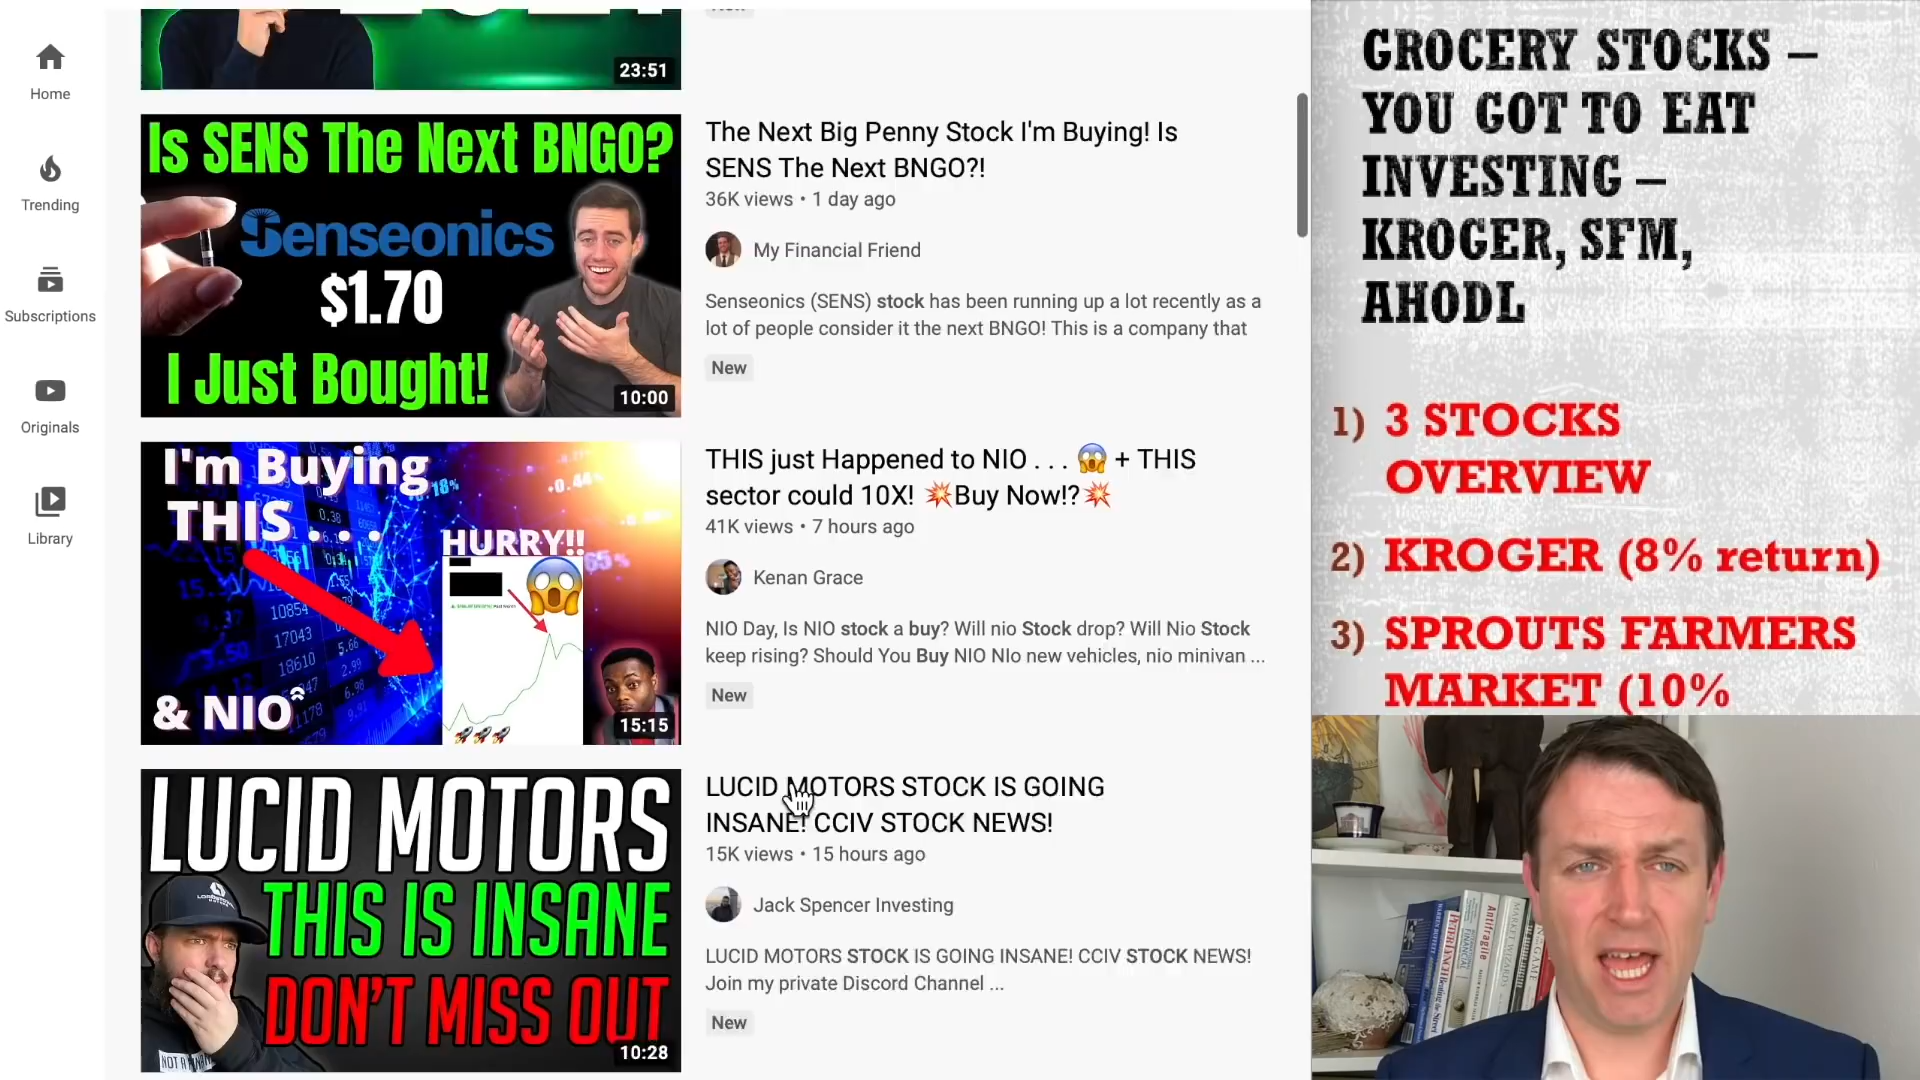 Home
Trending
Subscriptions
Originals
Library
23:51
Is SENS The Next BNGO?
Senseonics
$1.70
I Just Bought!
10:00
The Next Big Penny Stock I'm Buying! Is
SENS The Next BNGO?!
36K views • 1 day ago
My Financial Friend
Senseonics (SENS) stock has been running up a lot recently as a
lot of people consider it the next BNGO! This is a company that
New
I'm Buying
THIS . . .
HURRY!!
& NIO
15:15
THIS just Happened to NIO . . . 😱 + THIS
sector could 10X! 💥Buy Now!?💥
41K views • 7 hours ago
Kenan Grace
NIO Day, Is NIO stock a buy? Will nio Stock drop? Will Nio Stock
keep rising? Should You Buy NIO NIo new vehicles, nio minivan ...
New
LUCID MOTORS
THIS IS INSANE
DON'T MISS OUT
10:28
LUCID MOTORS STOCK IS GOING
INSANE! CCIV STOCK NEWS!
15K views • 15 hours ago
Jack Spencer Investing
LUCID MOTORS STOCK IS GOING INSANE! CCIV STOCK NEWS!
Join my private Discord Channel ...
New
GROCERY STOCKS –
YOU GOT TO EAT
INVESTING –
KROGER, SFM,
AHODL
1) 3 STOCKS
OVERVIEW
2) KROGER (8% return)
3) SPROUTS FARMERS
MARKET (10%
Antifragile